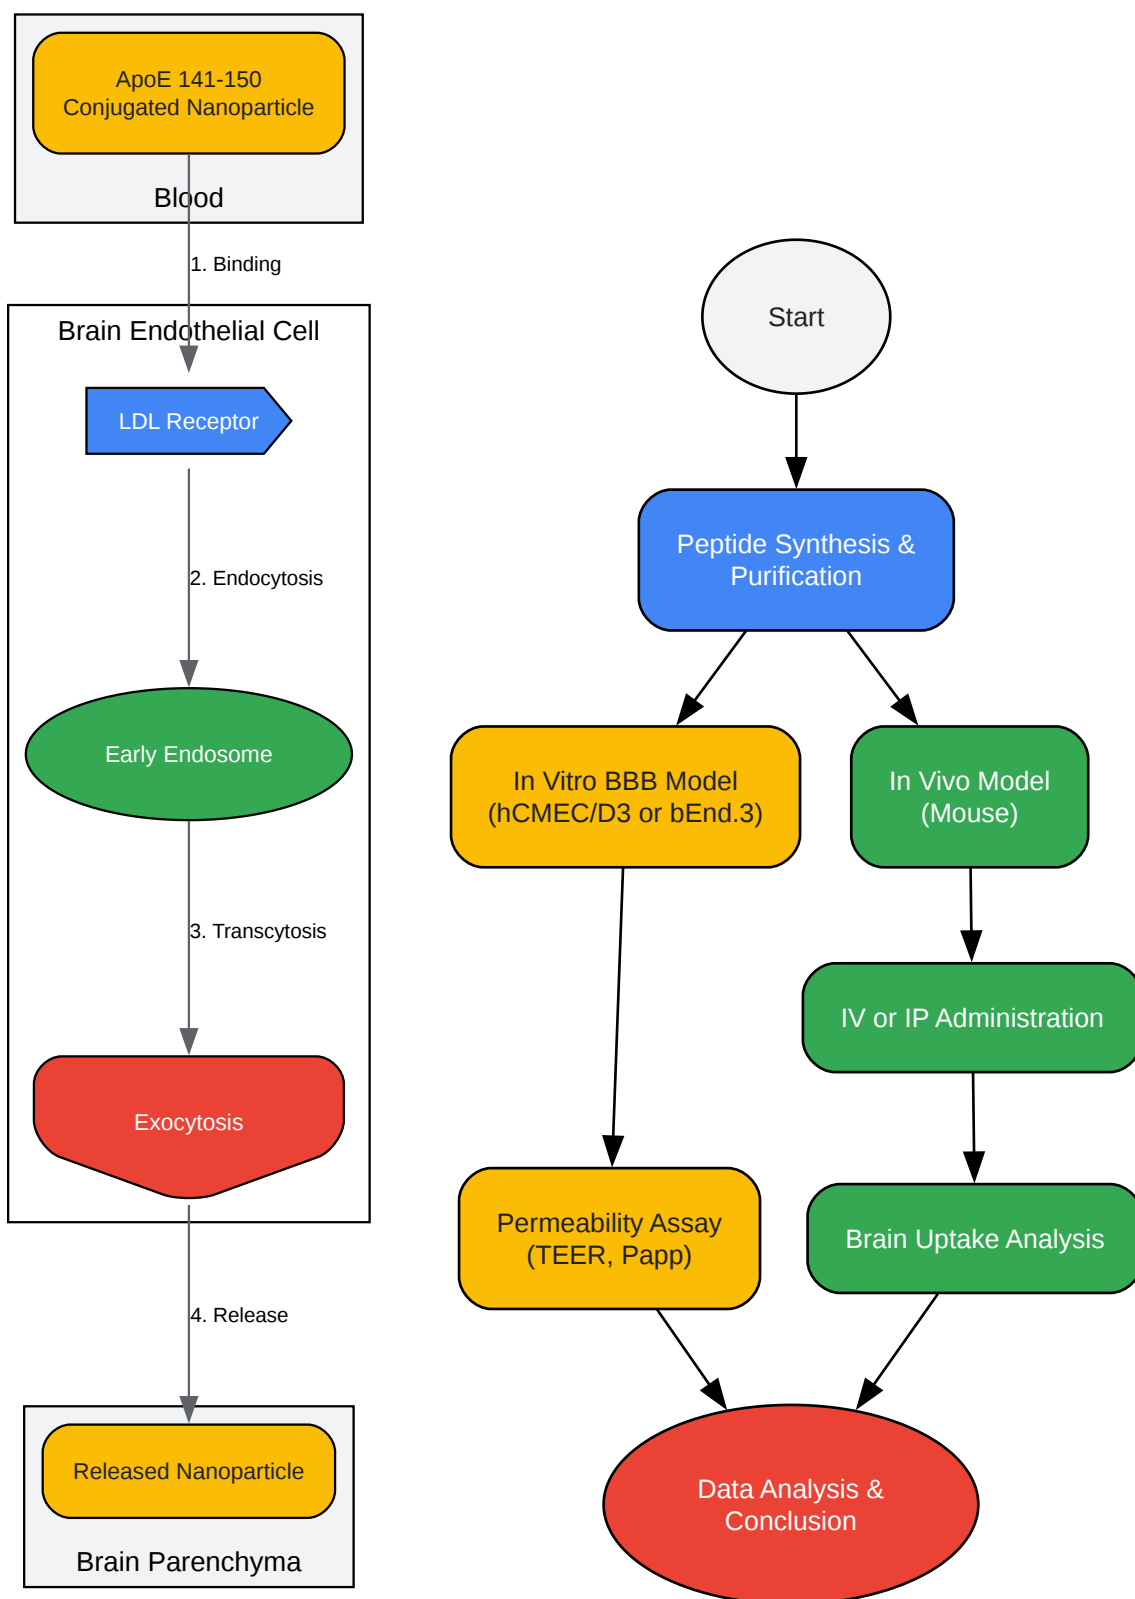 ApoE 141-150
Conjugated Nanoparticle
Blood
1. Binding
Brain Endothelial Cell
LDL Receptor
2. Endocytosis
Early Endosome
3. Transcytosis
Exocytosis
4. Release
Released Nanoparticle
Brain Parenchyma
Start
Peptide Synthesis &
Purification
In Vitro BBB Model
(hCMEC/D3 or bEnd.3)
In Vivo Model
(Mouse)
IV or IP Administration
Permeability Assay
(TEER, Papp)
Brain Uptake Analysis
Data Analysis &
Conclusion